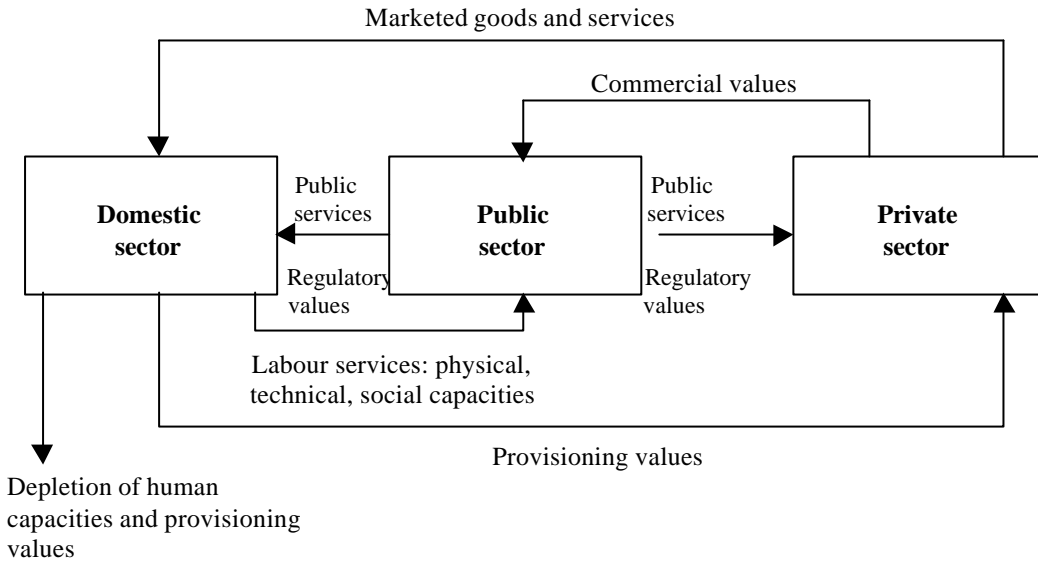 Marketed goods and services
Commercial values
Domestic
sector
Public
services
Regulatory
values
Public
sector
Public
services
Regulatory
values
Private
sector
Labour services: physical,
technical, social capacities
Provisioning values
Depletion of human
capacities and provisioning
values